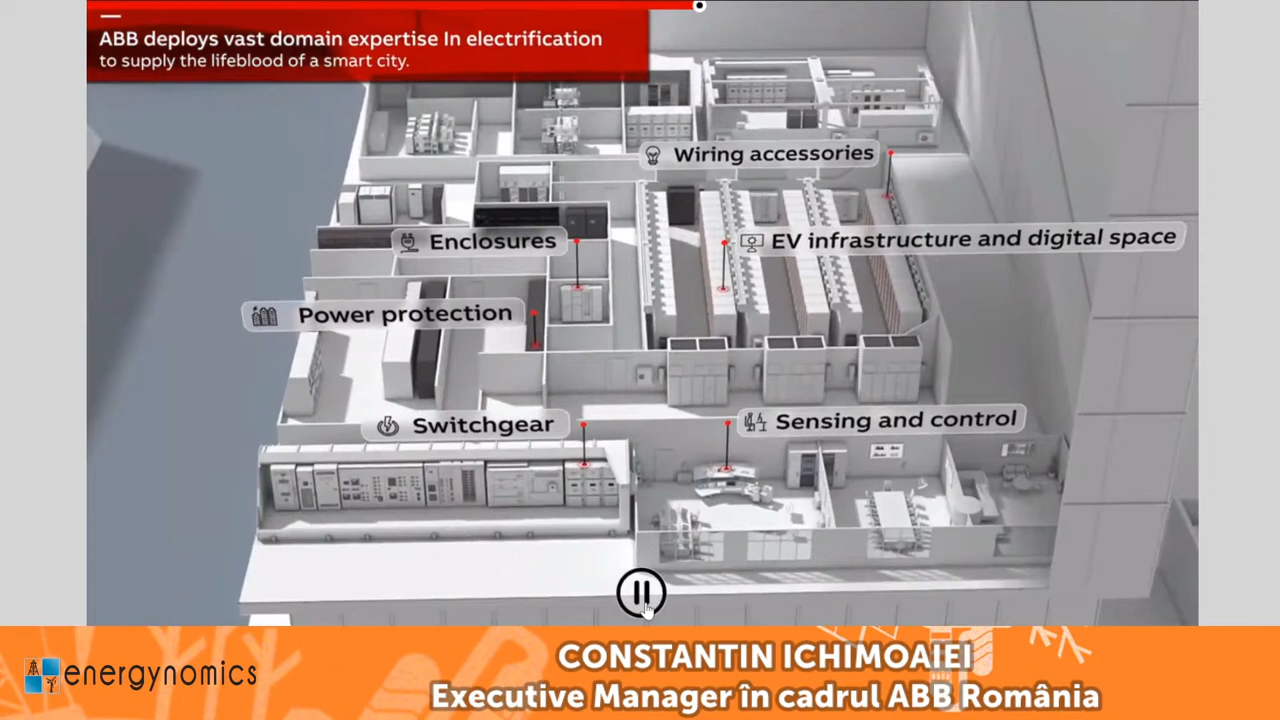 ABB deploys vast domain expertise In electrification
to supply the lifeblood of a smart city.
Wiring accessories
Enclosures
EV infrastructure and digital space
Power protection
Switchgear
Sensing and control
energynomics
CONSTANTIN ICHIMOAIEI
Executive Manager în cadrul ABB România